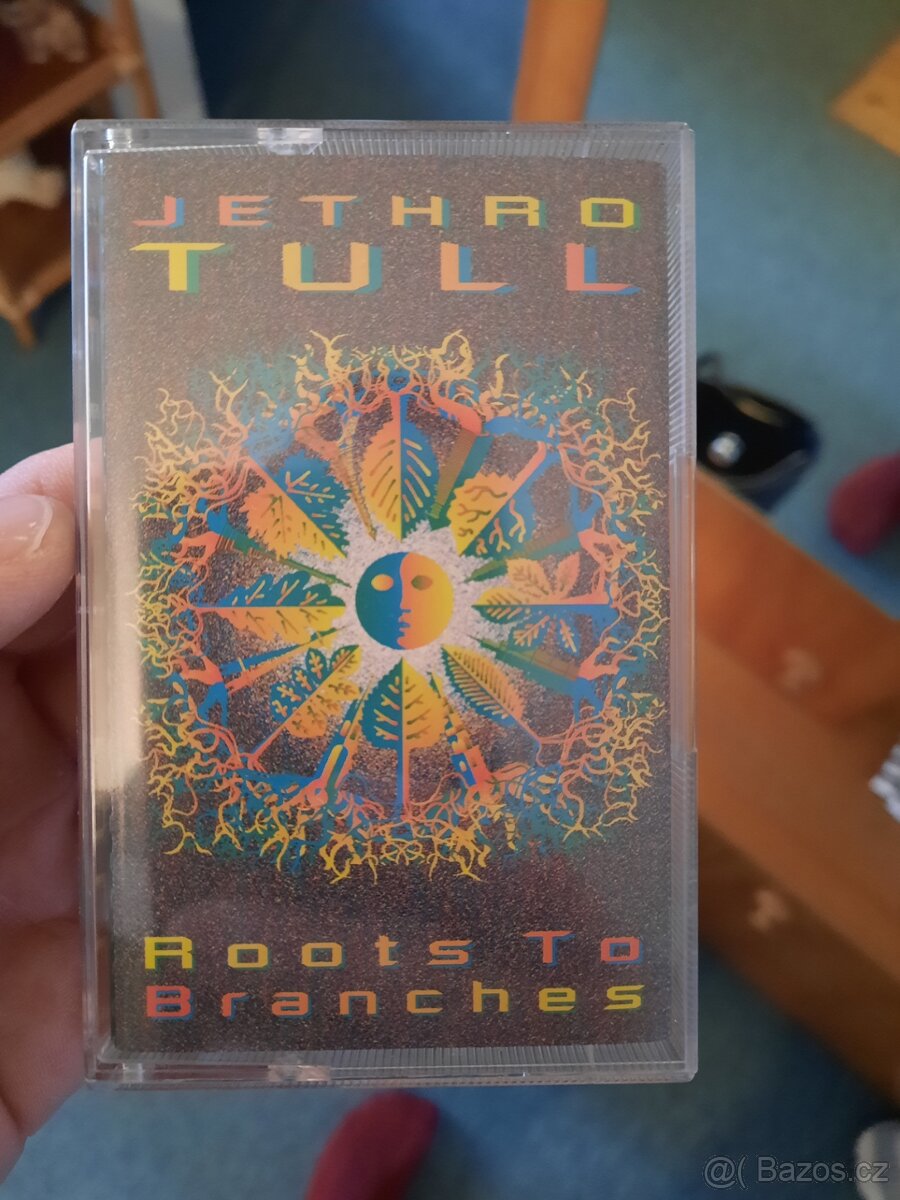 JETHRO
TULL
Roots To
Branches
@( Bazos.cz